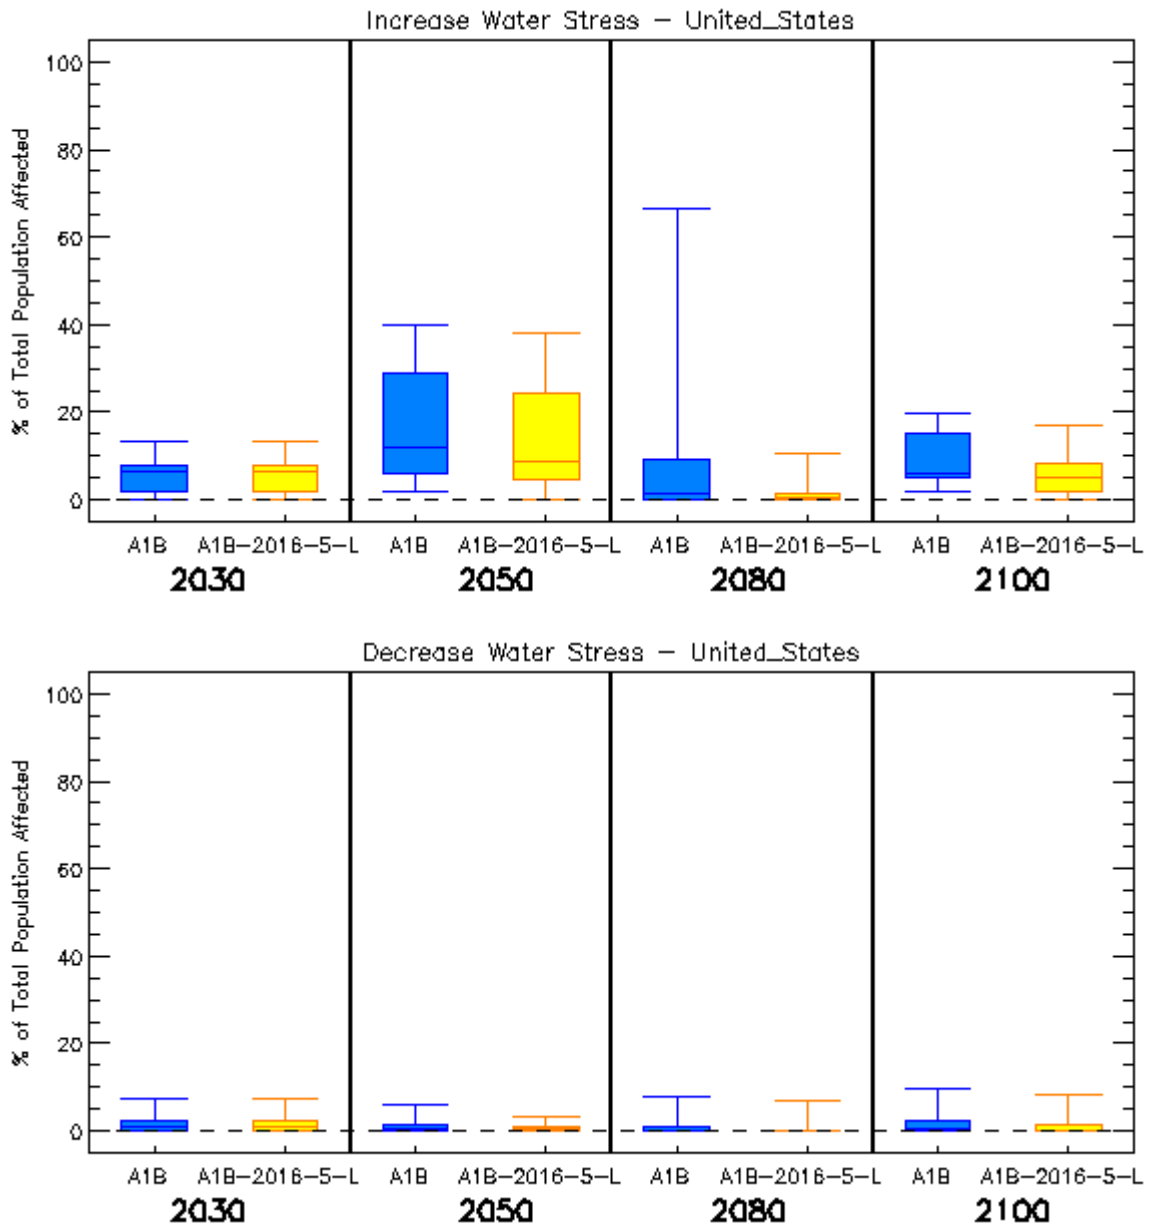 Increase Water Stress - United_States
% of Total Population Affected
100
80
60
40
20
0
A1B A1B-2016-5-L A1B A1B-2016-5-L A1B A1B-2016-5-L A1B A1B-2016-5-L
2030 2050 2080 2100
Decrease Water Stress - United_States
% of Total Population Affected
100
80
60
40
20
0
A1B A1B-2016-5-L A1B A1B-2016-5-L A1B A1B-2016-5-L A1B A1B-2016-5-L
2030 2050 2080 2100